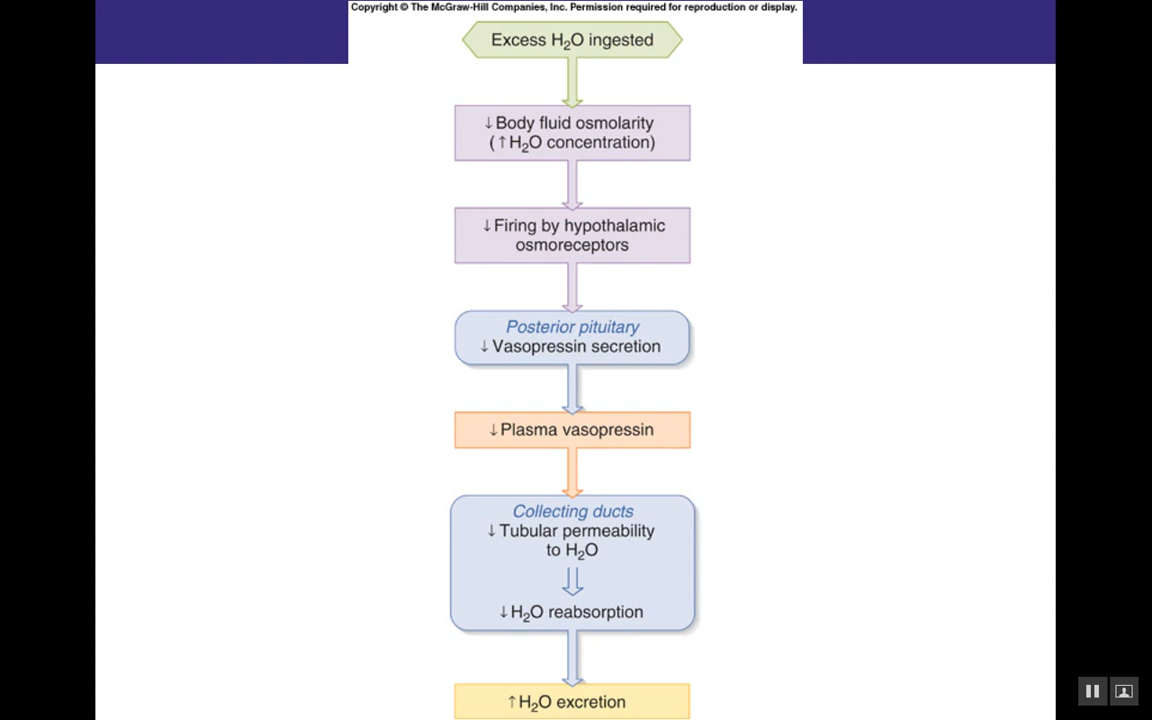 Copyright © The McGraw-Hill Companies, Inc. Permission required for reproduction or display.
Excess H₂O ingested
↓Body fluid osmolarity
(↑H₂O concentration)
↓Firing by hypothalamic
osmoreceptors
Posterior pituitary
↓Vasopressin secretion
↓Plasma vasopressin
Collecting ducts
↓Tubular permeability
to H₂O
↓H₂O reabsorption
↑H₂O excretion